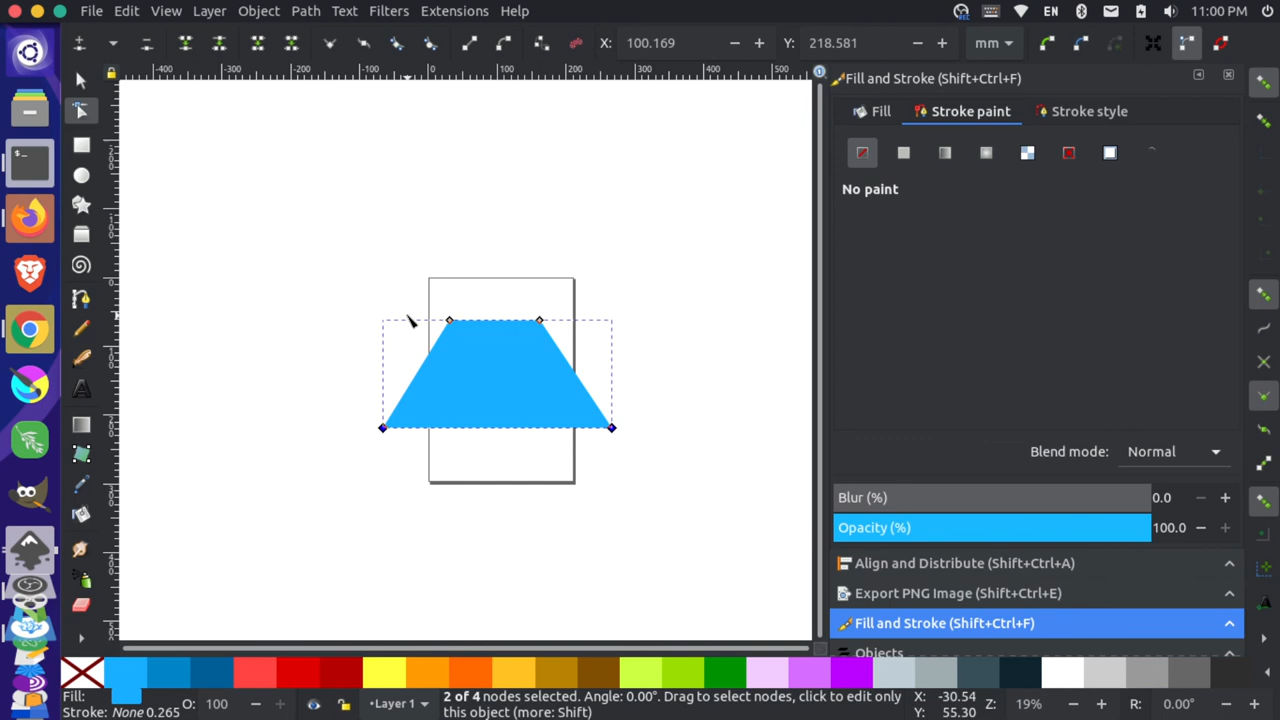 File Edit View Layer Object Path Text Filters Extensions Help
REC EN 11:00 PM
X: 100.169 Y: 218.581 mm
-400 -300 -200 -100 0 100 200 300 400 500
Fill and Stroke (Shift+Ctrl+F)
Fill Stroke paint Stroke style
No paint
Blend mode: Normal
Blur (%) 0.0
Opacity (%) 100.0
Align and Distribute (Shift+Ctrl+A)
Export PNG Image (Shift+Ctrl+E)
Fill and Stroke (Shift+Ctrl+F)
Objects
Fill:
Stroke: None 0.265
O: 100
•Layer 1
2 of 4 nodes selected. Angle: 0.00°. Drag to select nodes, click to edit only
this object (more: Shift)
X: -30.54
Y: 55.30
Z: 19%
R: 0.00°